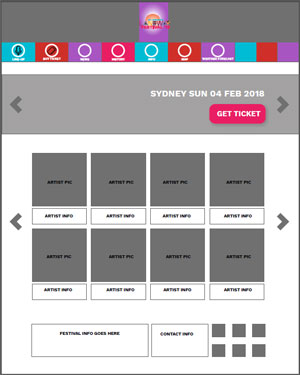 LINE-UP
BUY TICKET
NEWS
HISTORY
INFO
MAP
WEATHER FORECAST
SYDNEY SUN 04 FEB 2018
GET TICKET
ARTIST PIC ARTIST PIC ARTIST PIC ARTIST PIC
ARTIST INFO ARTIST INFO ARTIST INFO ARTIST INFO
ARTIST PIC ARTIST PIC ARTIST PIC ARTIST PIC
ARTIST INFO ARTIST INFO ARTIST INFO ARTIST INFO
FESTIVAL INFO GOES HERE
CONTACT INFO